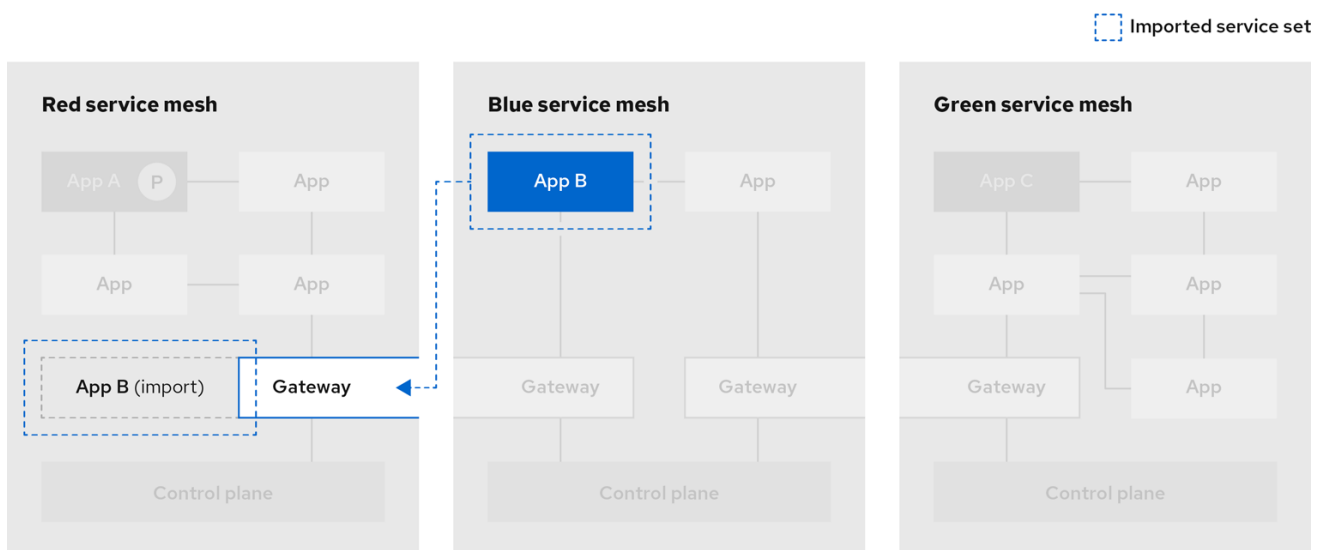 Imported service set
Red service mesh
App A
P
App
App
App
App B (import)
Gateway
Control plane
Blue service mesh
App B
App
Gateway
Gateway
Control plane
Green service mesh
App C
App
App
App
Gateway
App
Control plane